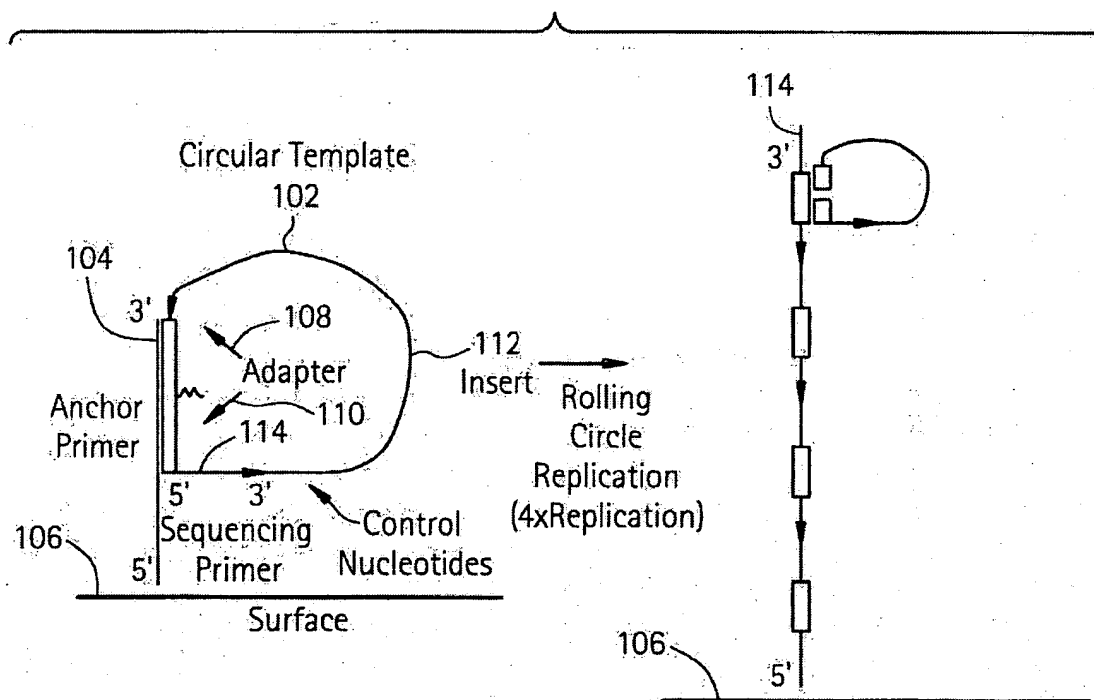 114
3'
Circular Template
102
104
3'
108
Adapter
112
Insert
Anchor
Primer
110
114
Rolling
Circle
Replication
(4xReplication)
5'
3'
Sequencing
Primer
Control
Nucleotides
106
5'
Surface
106
5'